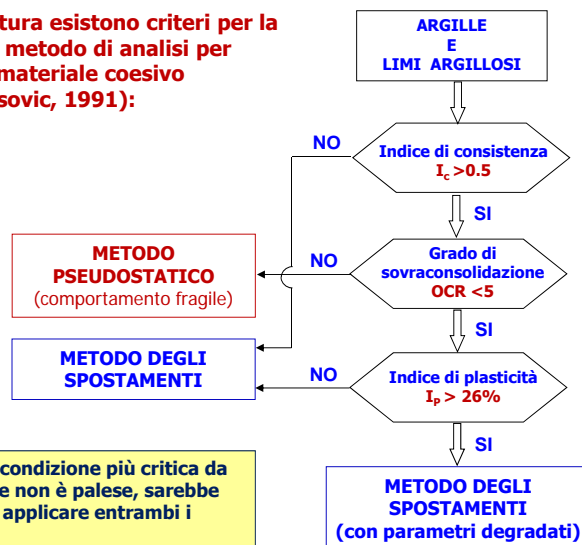 tura esistono criteri per la
metodo di analisi per
materiale coesivo
sovic, 1991):
ARGILLE
E
LIMI ARGILLOSI
NO
Indice di consistenza
Ic >0.5
SI
METODO
PSEUDOSTATICO
(comportamento fragile)
NO
Grado di
sovraconsolidazione
OCR <5
SI
METODO DEGLI
SPOSTAMENTI
NO
Indice di plasticità
IP > 26%
SI
condizione più critica da
e non è palese, sarebbe
applicare entrambi i
METODO DEGLI
SPOSTAMENTI
(con parametri degradati)